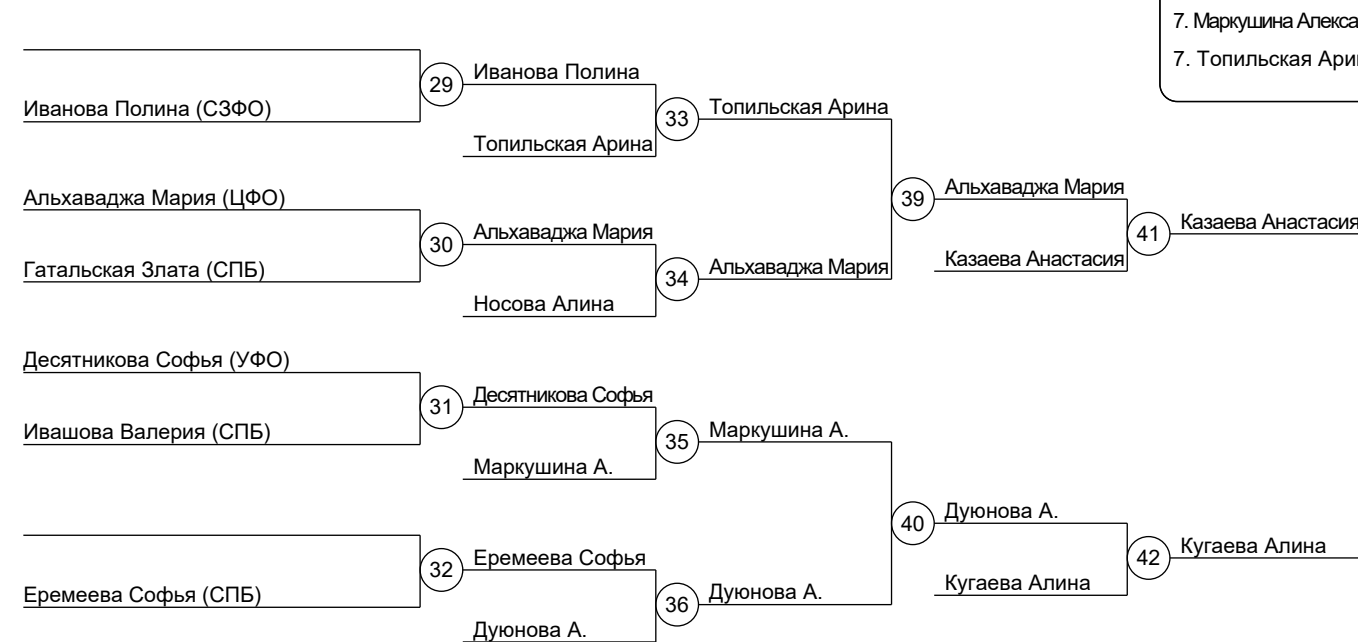 7. Маркушина Алекса
7. Топильская Ари
Иванова Полина
29
Иванова Полина (СЗФО)
Топильская Арина
33
Топильская Арина
Альхаваджа Мария (ЦФО)
Альхаваджа Мария
39
Альхаваджа Мария
30
Казаева Анастасия
41
Гатальская Злата (СПБ)
Альхаваджа Мария
34
Казаева Анастасия
Носова Алина
Десятникова Софья (УФО)
Десятникова Софья
31
Ивашова Валерия (СПБ)
Маркушина А.
35
Маркушина А.
Дуюнова А.
40
Еремеева Софья
32
Кугаева Алина
42
Еремеева Софья (СПБ)
Дуюнова А.
36
Кугаева Алина
Дуюнова А.